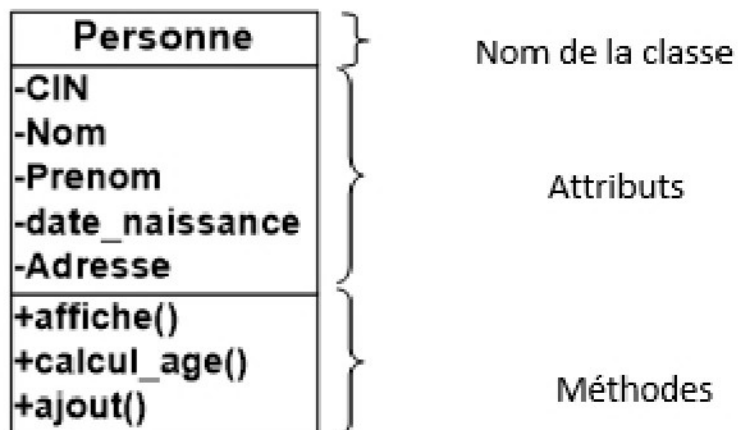 Personne
Nom de la classe
-CIN
-Nom
-Prenom
-date_naissance
-Adresse
Attributs
+affiche()
+calcul_age()
+ajout()
Méthodes